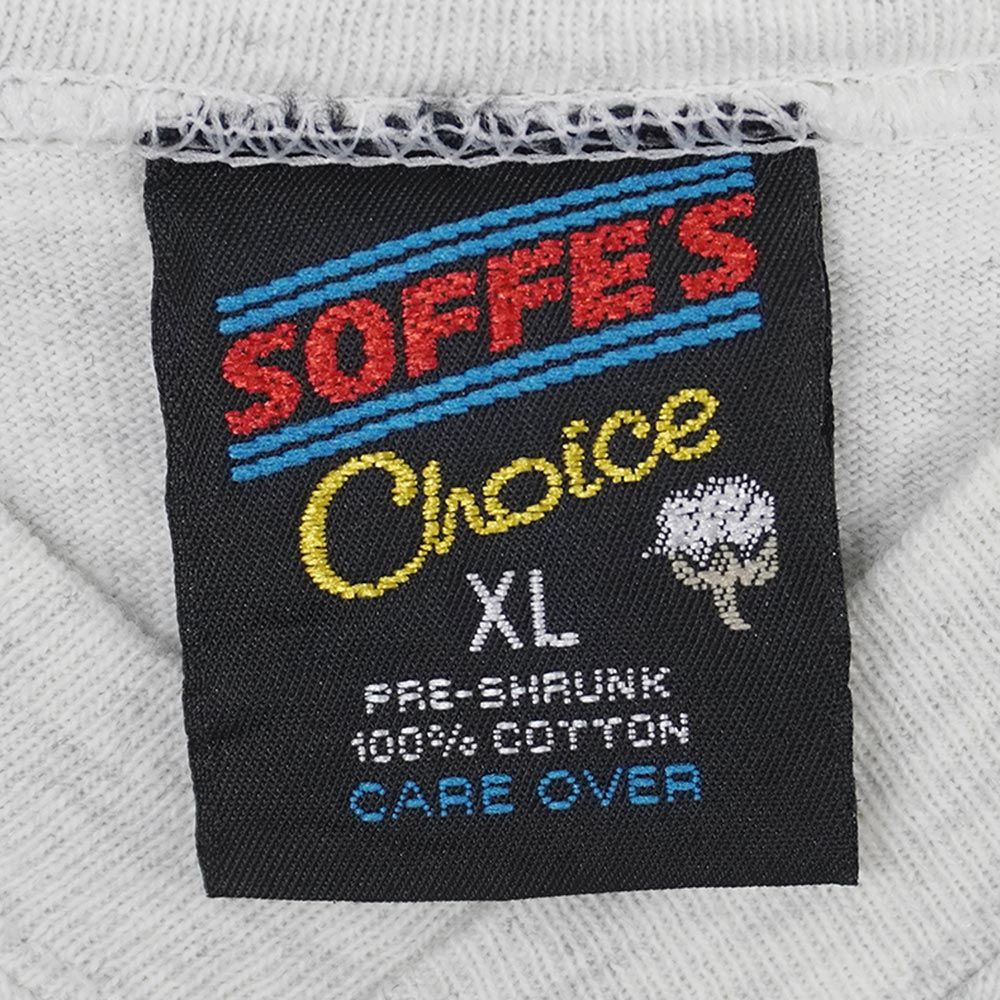 SOFFE'S
Choice
XL
PRE-SHRUNK
100% COTTON
CARE OVER